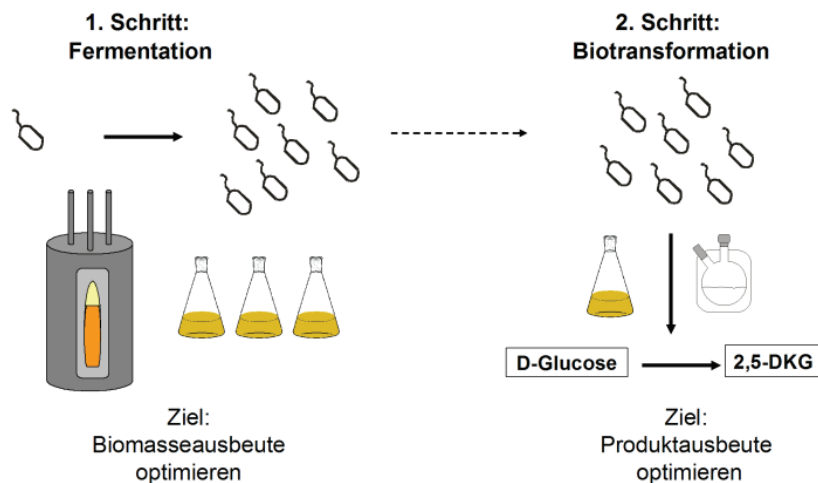 1. Schritt:
Fermentation
2. Schritt:
Biotransformation
D-Glucose
2,5-DKG
Ziel:
Biomasseausbeute
optimieren
Ziel:
Produktausbeute
optimieren